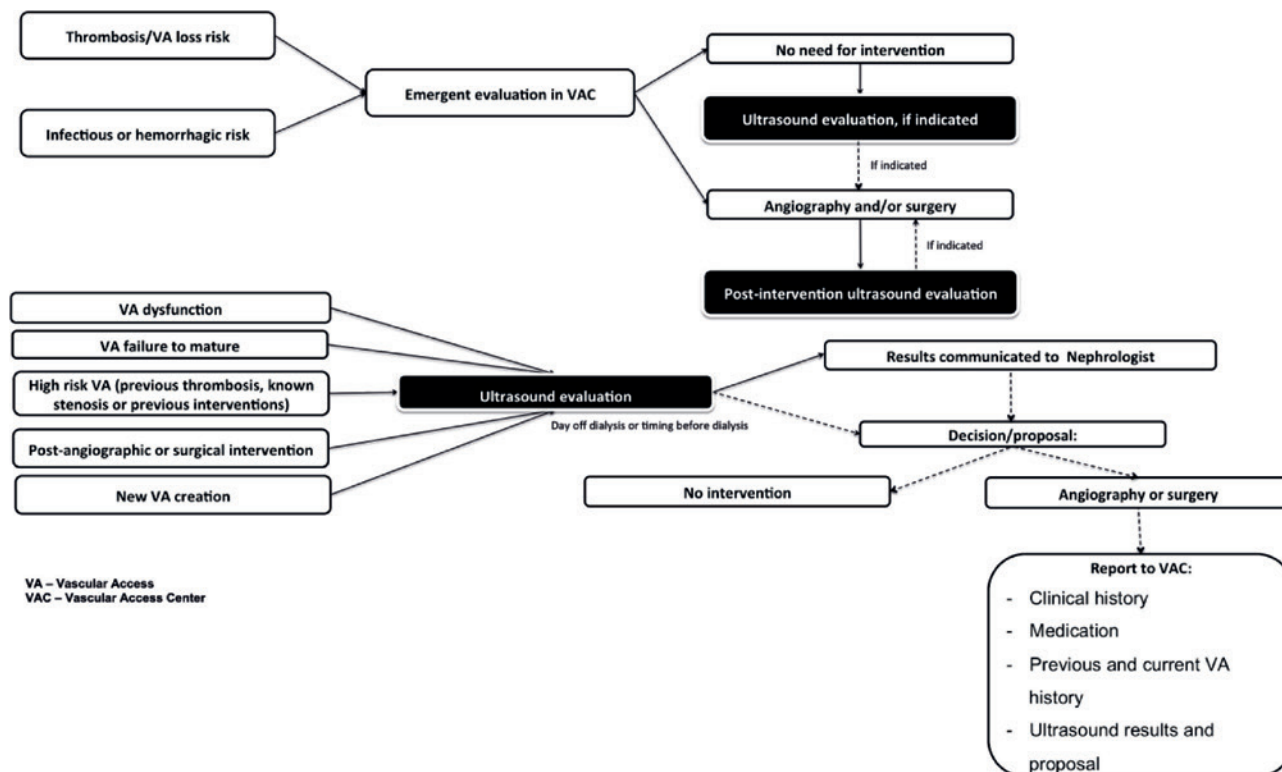 Thrombosis/VA loss risk
Infectious or hemorrhagic risk
Emergent evaluation in VAC
No need for intervention
Ultrasound evaluation, if indicated
If indicated
Angiography and/or surgery
If indicated
Post-intervention ultrasound evaluation
VA dysfunction
VA failure to mature
High risk VA (previous thrombosis, known
stenosis or previous interventions)
Post-angiographic or surgical intervention
New VA creation
Ultrasound evaluation
Day off dialysis or timing before dialysis
Results communicated to Nephrologist
Decision/proposal:
No intervention
Angiography or surgery
Report to VAC:
- Clinical history
- Medication
- Previous and current VA
history
- Ultrasound results and
proposal
VA – Vascular Access
VAC – Vascular Access Center